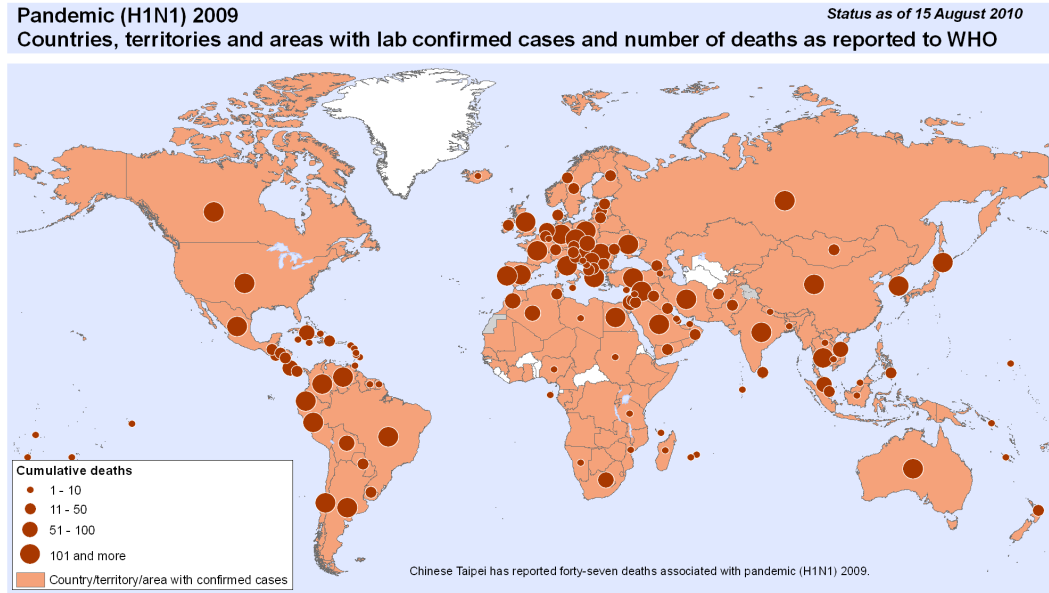 Pandemic (H1N1) 2009
Status as of 15 August 2010
Countries, territories and areas with lab confirmed cases and number of deaths as reported to WHO
Cumulative deaths
1 - 10
11 - 50
51 - 100
101 and more
Country/territory/area with confirmed cases
Chinese Taipei has reported forty-seven deaths associated with pandemic (H1N1) 2009.